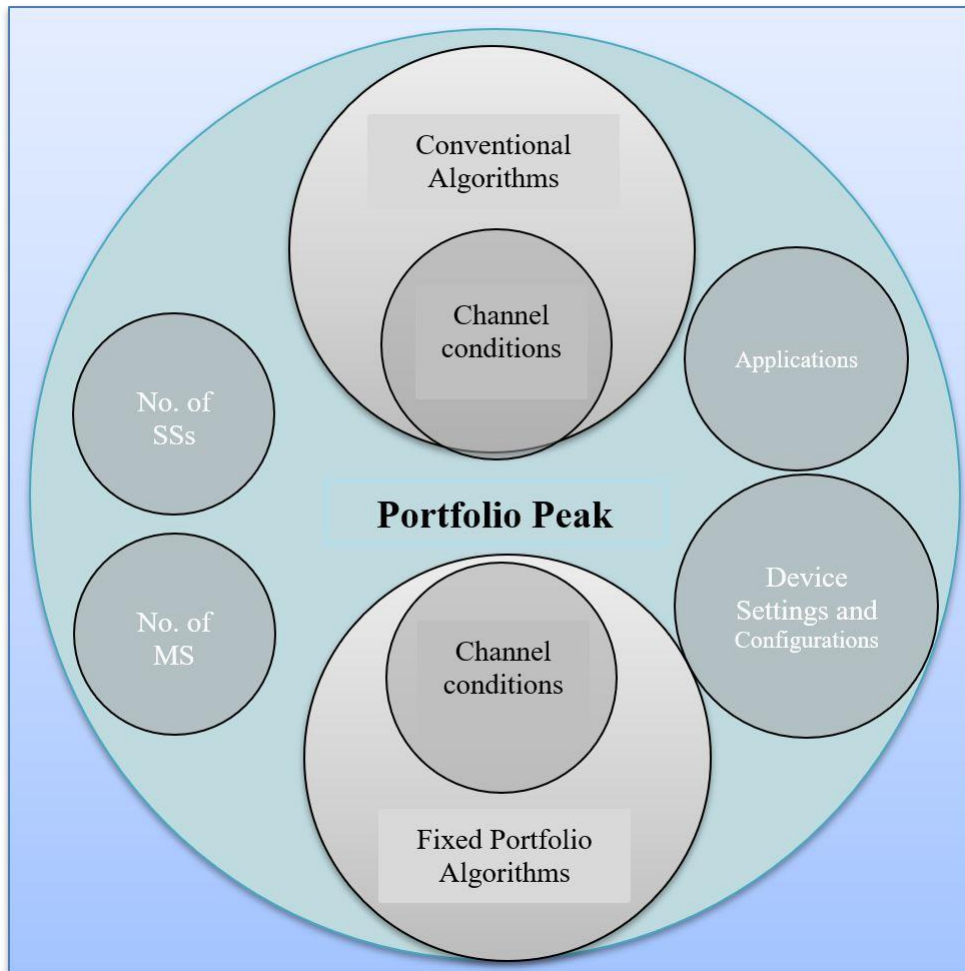 Conventional
Algorithms
Channel
conditions
Applications
No. of
SSs
Portfolio Peak
Device
Settings and
Configurations
No. of
MS
Channel
conditions
Fixed Portfolio
Algorithms